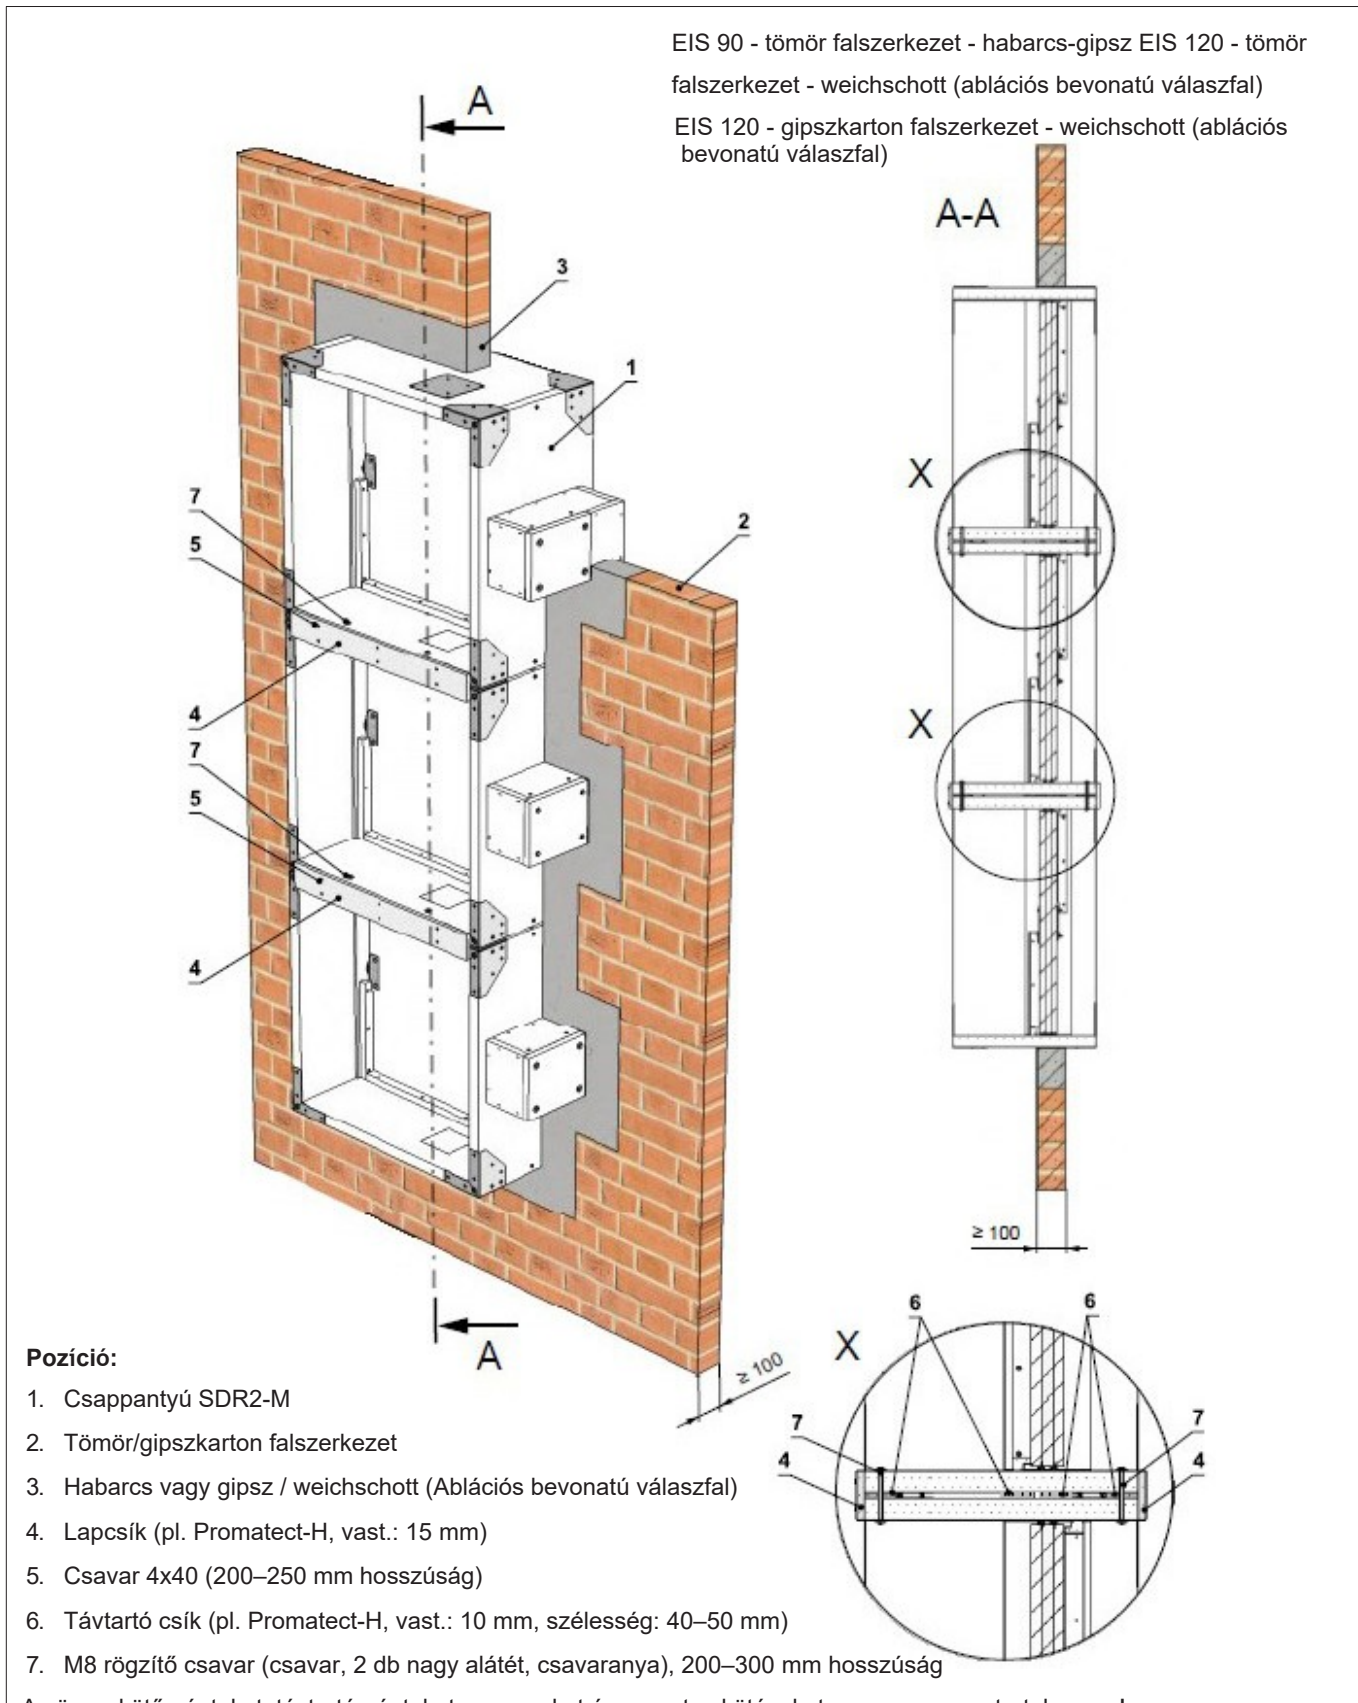 EIS 90 - tömör falszerkezet - habarcs-gipsz EIS 120 - tömör
falszerkezet - weichschott (ablációs bevonatú válaszfal)
EIS 120 - gipszkarton falszerkezet - weichschott (ablációs
bevonatú válaszfal)
A
A-A
3
1
7
5
2
4
7
5
4
X
X
≥ 100
A
≥ 100
X
6
6
7
4
7
4
Pozíció:
1. Csappantyú SDR2-M
2. Tömör/gipszkarton falszerkezet
3. Habarcs vagy gipsz / weichschott (Ablációs bevonatú válaszfal)
4. Lapcsík (pl. Promatect-H, vast.: 15 mm)
5. Csavar 4x40 (200–250 mm hosszúság)
6. Távtartó csík (pl. Promatect-H, vast.: 10 mm, szélesség: 40–50 mm)
7. M8 rögzítő csavar (csavar, 2 db nagy alátét, csavaranya), 200–300 mm hosszúság